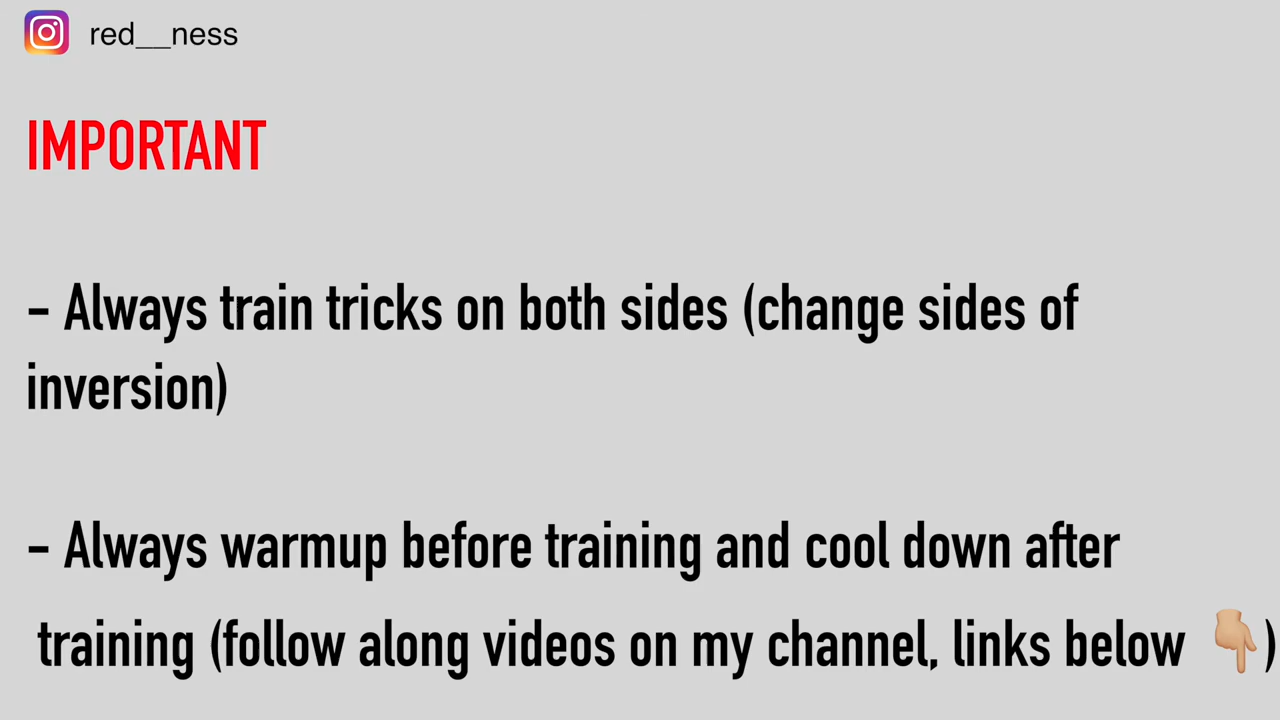 red__ness
IMPORTANT
- Always train tricks on both sides (change sides of
inversion)
- Always warmup before training and cool down after
training (follow along videos on my channel, links below 👇🏼)